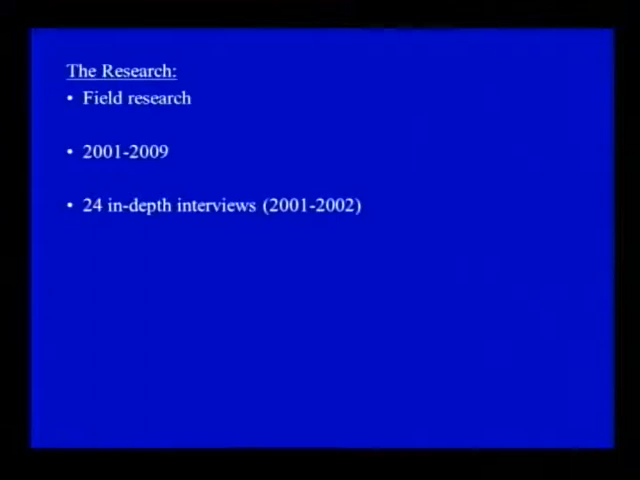 The Research:
• Field research
• 2001-2009
• 24 in-depth interviews (2001-2002)